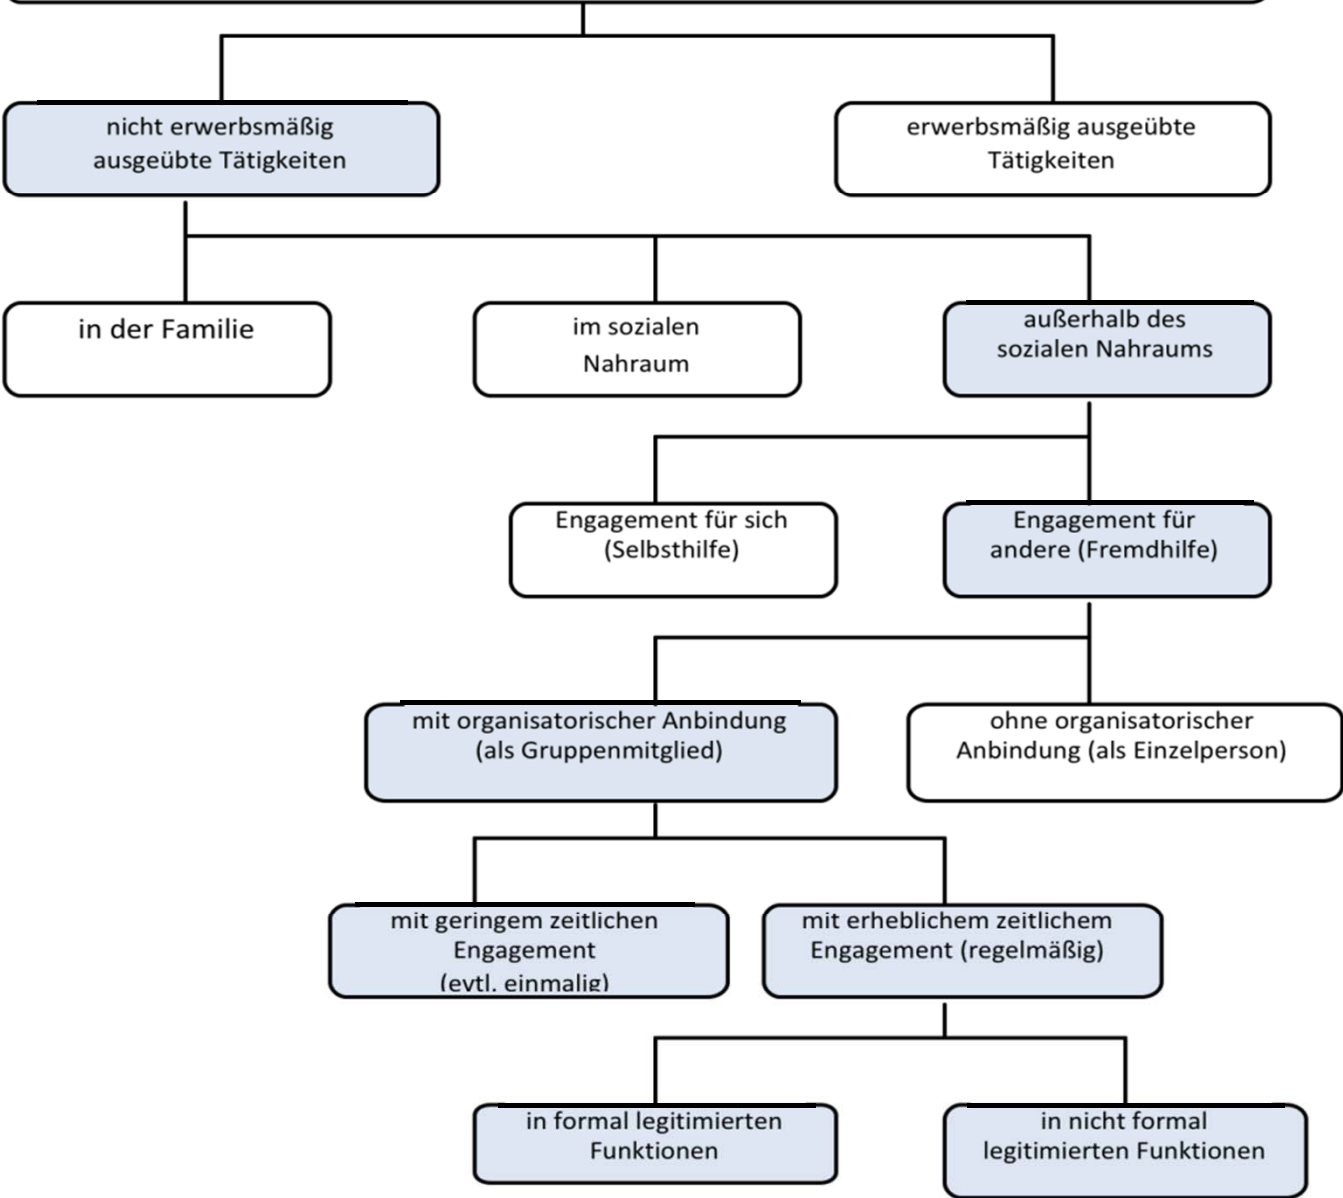 nicht erwerbsmäßig
ausgeübte Tätigkeiten
erwerbsmäßig ausgeübte
Tätigkeiten
in der Familie
im sozialen
Nahraum
außerhalb des
sozialen Nahraums
Engagement für sich
(Selbsthilfe)
Engagement für
andere (Fremdhilfe)
mit organisatorischer Anbindung
(als Gruppenmitglied)
ohne organisatorischer
Anbindung (als Einzelperson)
mit geringem zeitlichen
Engagement
(evtl. einmalig)
mit erheblichem zeitlichem
Engagement (regelmäßig)
in formal legitimierten
Funktionen
in nicht formal
legitimierten Funktionen